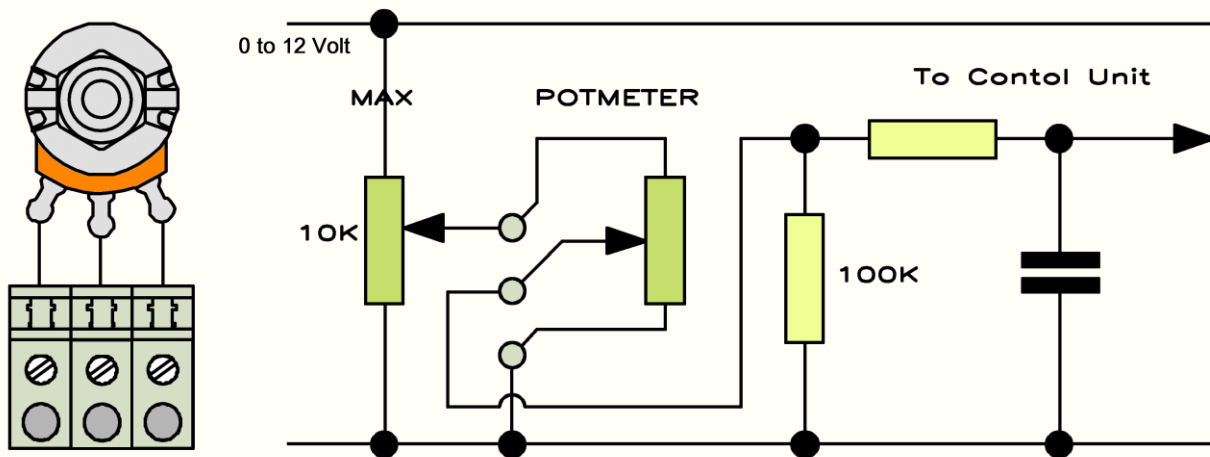 0 to 12 Volt
MAX
POTMETER
To Contol Unit
10K
100K